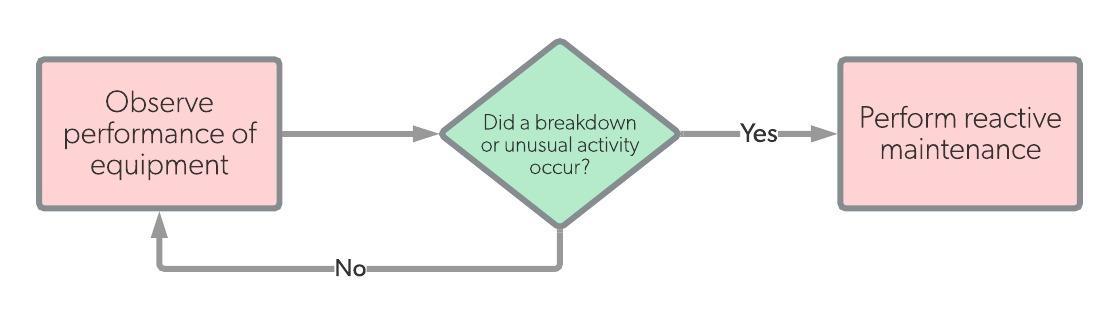 Observe
performance of
equipment
Did a breakdown
or unusual activity
occur?
Yes
Perform reactive
maintenance
No